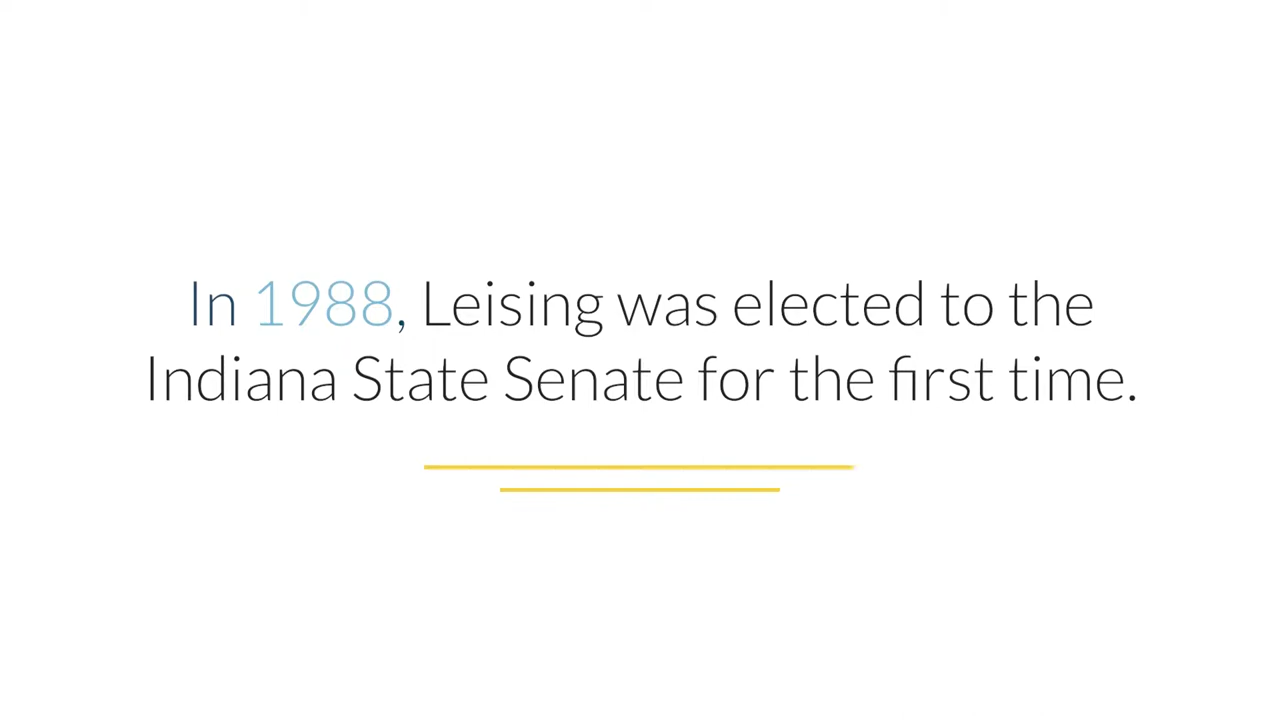 In 1988, Leising was elected to the
Indiana State Senate for the first time.